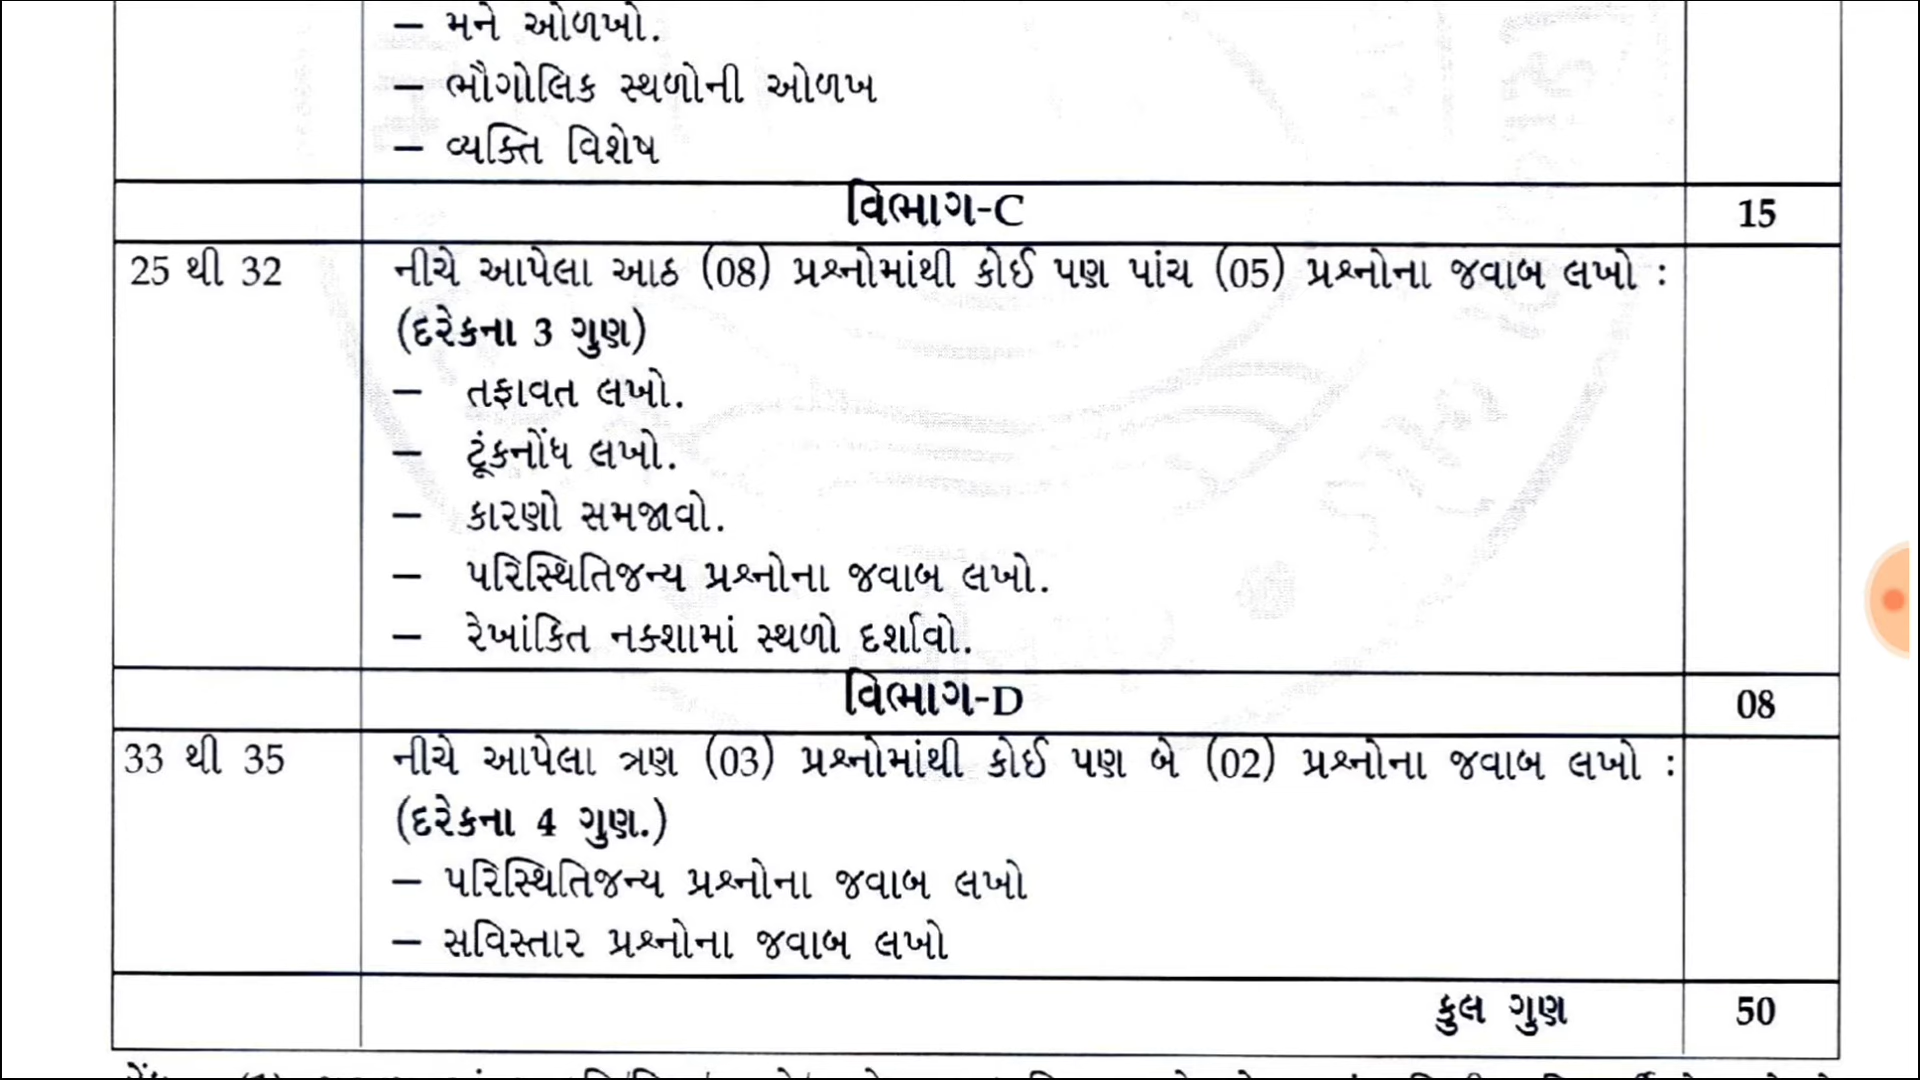 – મને ઓળખો.
– ભૌગોલિક સ્થળોની ઓળખ
– વ્યક્તિ વિશેષ
વિભાગ-C 15
25 થી 32 નીચે આપેલા આઠ (08) પ્રશ્નોમાંથી કોઈ પણ પાંચ (05) પ્રશ્નોના જવાબ લખો :
(દરેકના 3 ગુણ)
– તફાવત લખો.
– ટૂંકનોંધ લખો.
– કારણો સમજાવો.
– પરિસ્થિતિજન્ય પ્રશ્નોના જવાબ લખો.
– રેખાંકિત નકશામાં સ્થળો દર્શાવો.
વિભાગ-D 08
33 થી 35 નીચે આપેલા ત્રણ (03) પ્રશ્નોમાંથી કોઈ પણ બે (02) પ્રશ્નોના જવાબ લખો :
(દરેકના 4 ગુણ.)
– પરિસ્થિતિજન્ય પ્રશ્નોના જવાબ લખો
– સવિસ્તાર પ્રશ્નોના જવાબ લખો
કુલ ગુણ 50